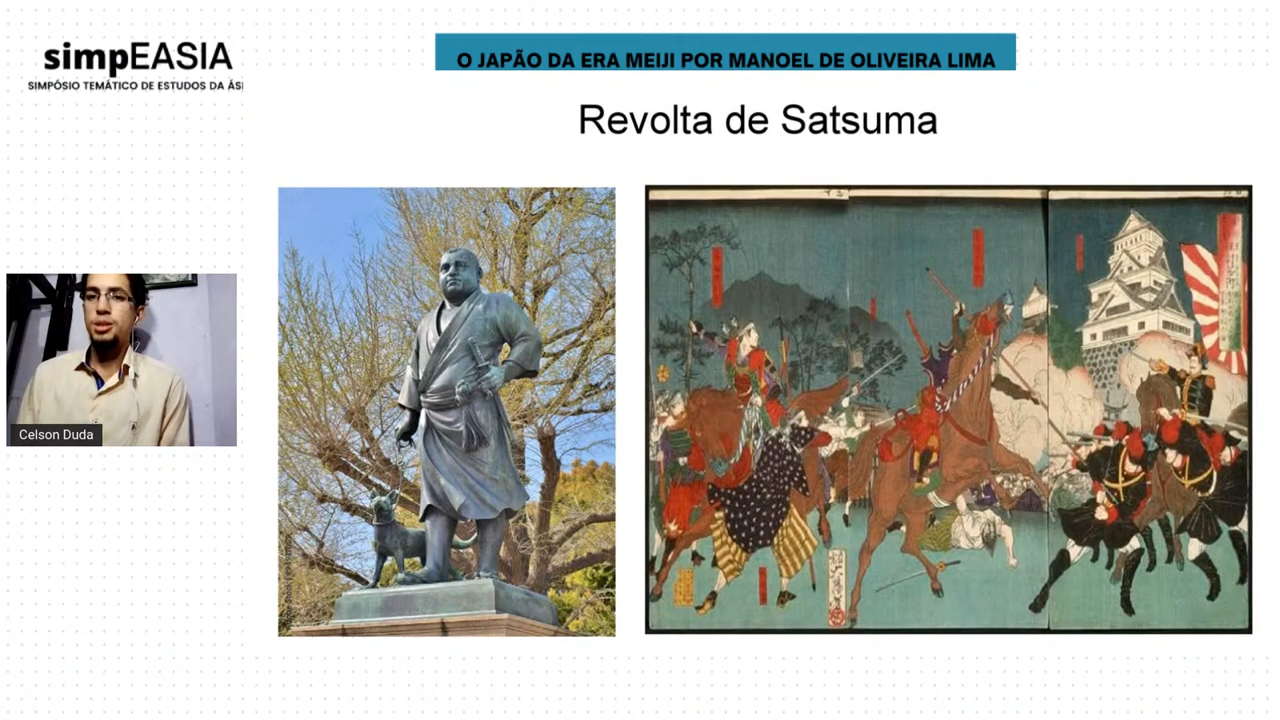 simpEASIA
SIMPÓSIO TEMÁTICO DE ESTUDOS DA ÁSI
O JAPÃO DA ERA MEIJI POR MANOEL DE OLIVEIRA LIMA
Revolta de Satsuma
Celson Duda